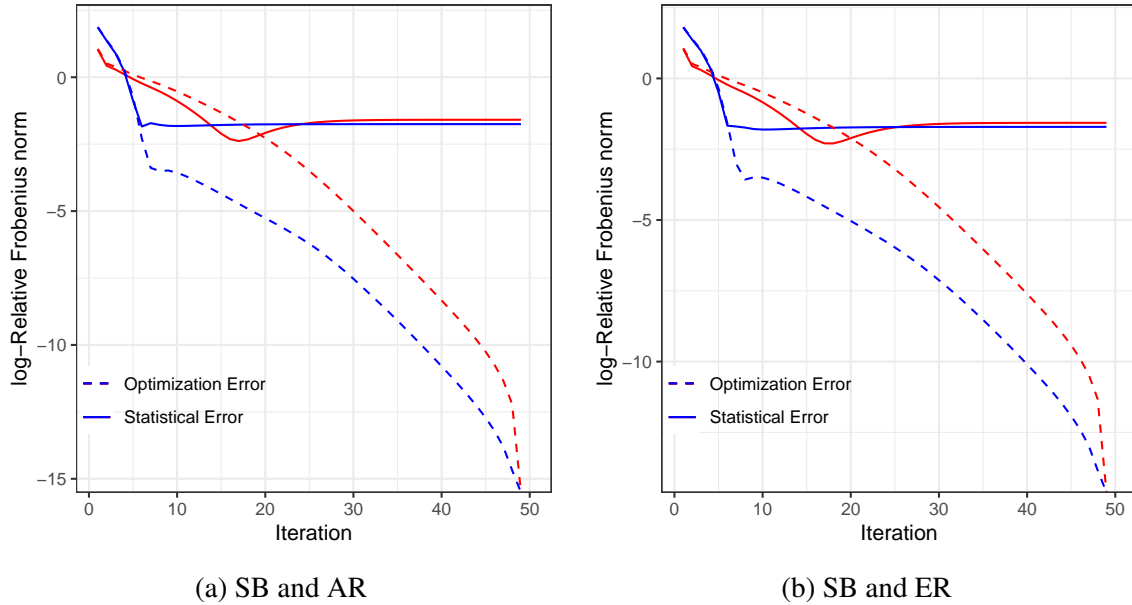 log−Relative Frobenius norm
0
−5
−10
−15
Optimization Error
Statistical Error
0 10 20 30 40 50
Iteration
(a) SB and AR
log−Relative Frobenius norm
0
−5
−10
Optimization Error
Statistical Error
0 10 20 30 40 50
Iteration
(b) SB and ER